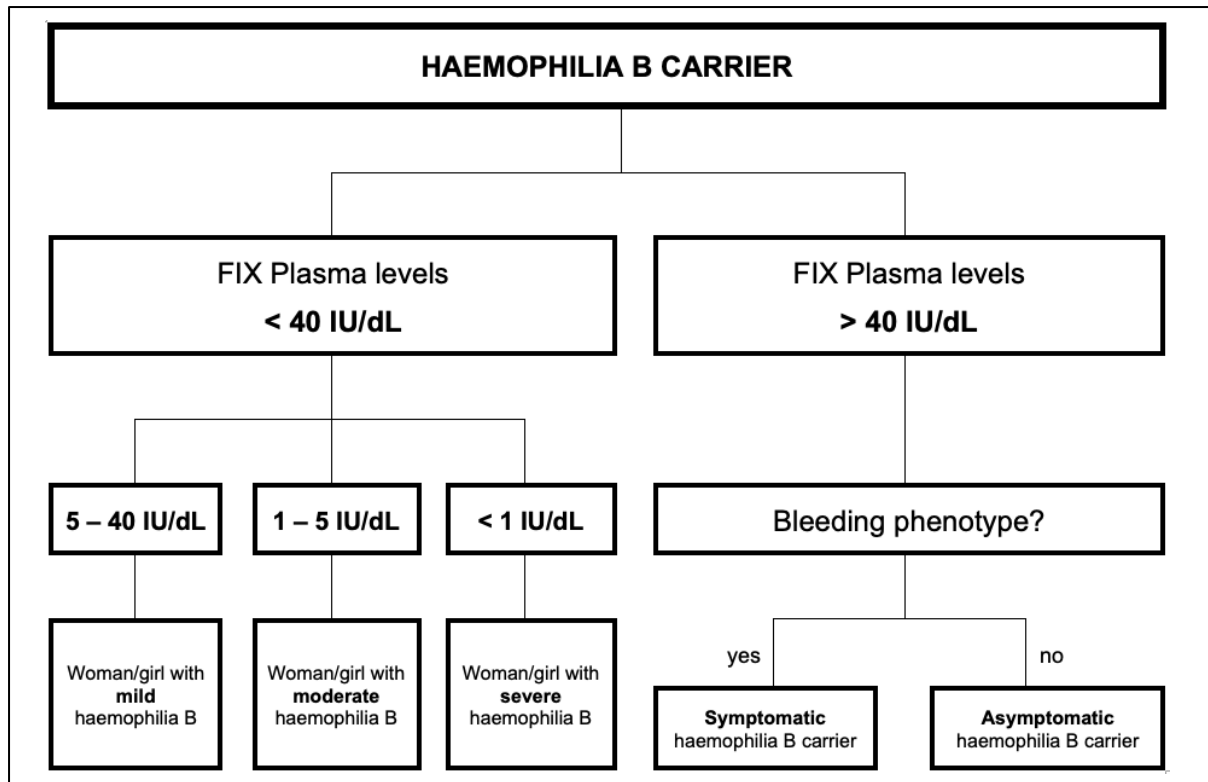 HAEMOPHILIA B CARRIER
FIX Plasma levels
< 40 IU/dL
FIX Plasma levels
> 40 IU/dL
5 – 40 IU/dL
1 – 5 IU/dL
< 1 IU/dL
Bleeding phenotype?
Woman/girl with
mild
haemophilia B
Woman/girl with
moderate
haemophilia B
Woman/girl with
severe
haemophilia B
yes
no
Symptomatic
haemophilia B carrier
Asymptomatic
haemophilia B carrier